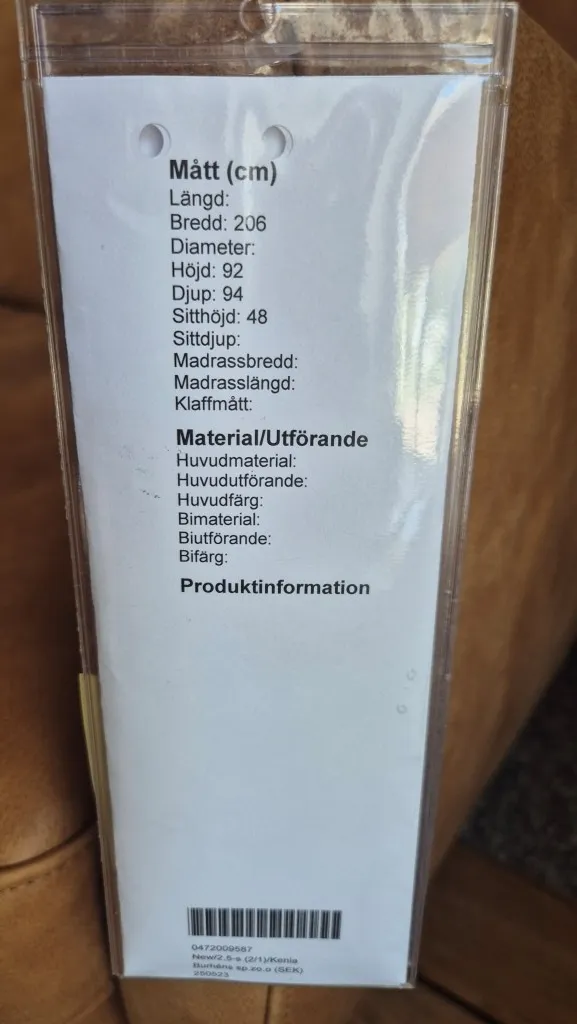 Mått (cm)
Längd:
Bredd: 206
Diameter:
Höjd: 92
Djup: 94
Sitthöjd: 48
Sittdjup:
Madrassbredd:
Madrasslängd:
Klaffmått:
Material/Utförande
Huvudmaterial:
Huvudutförande:
Huvudfärg:
Bimaterial:
Biutförande:
Bifärg:
Produktinformation
0472009587
New/2,5-s (2/1)/Kenia
Burhéns sp.zo.o (SEK)
250523